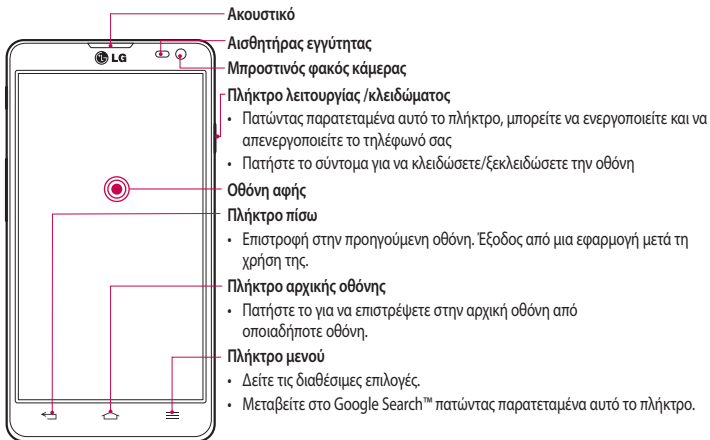 Ακουστικό
Αισθητήρας εγγύτητας
LG
Μπροστινός φακός κάμερας
Πλήκτρο λειτουργίας /κλειδώματος
• Πατώντας παρατεταμένα αυτό το πλήκτρο, μπορείτε να ενεργοποιείτε και να
απενεργοποιείτε το τηλέφωνό σας
• Πατήστε το σύντομα για να κλειδώσετε/ξεκλειδώσετε την οθόνη
Οθόνη αφής
Πλήκτρο πίσω
• Επιστροφή στην προηγούμενη οθόνη. Έξοδος από μια εφαρμογή μετά τη
χρήση της.
Πλήκτρο αρχικής οθόνης
• Πατήστε το για να επιστρέψετε στην αρχική οθόνη από
οποιαδήποτε οθόνη.
Πλήκτρο μενού
• Δείτε τις διαθέσιμες επιλογές.
• Μεταβείτε στο Google Search™ πατώντας παρατεταμένα αυτό το πλήκτρο.